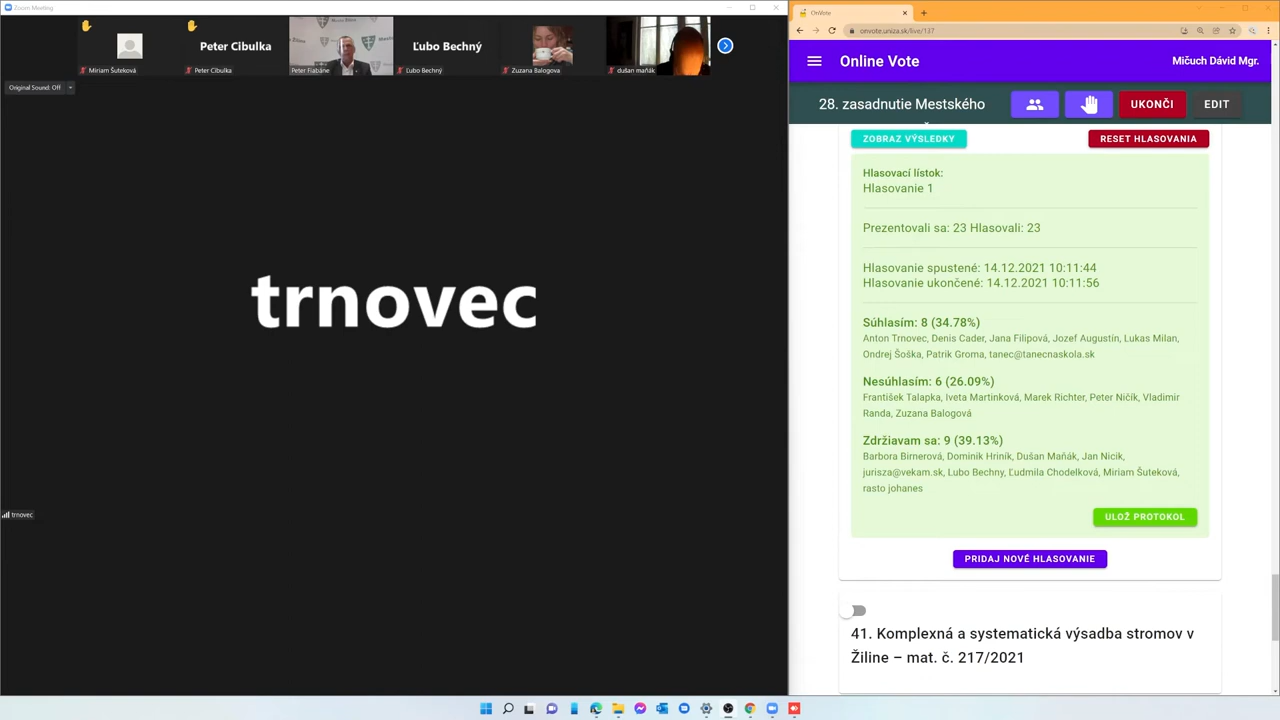 Zoom Meeting
Miriam Šuteková
Peter Cibulka
Peter Cibulka
Peter Fiabáne
Ľubo Bechný
Ľubo Bechný
Zuzana Balogova
dušan maňák
Original Sound: Off
trnovec
trnovec
OnVote
onvote.uniza.sk/live/137
Online Vote
Mičuch Dávid Mgr.
28. zasadnutie Mestského
UKONČI
EDIT
ZOBRAZ VÝSLEDKY
RESET HLASOVANIA
Hlasovací lístok:
Hlasovanie 1
Prezentovali sa: 23 Hlasovali: 23
Hlasovanie spustené: 14.12.2021 10:11:44
Hlasovanie ukončené: 14.12.2021 10:11:56
Súhlasím: 8 (34.78%)
Anton Trnovec, Denis Cader, Jana Filipová, Jozef Augustín, Lukas Milan,
Ondrej Šoška, Patrik Groma, tanec@tanecnaskola.sk
Nesúhlasím: 6 (26.09%)
František Talapka, Iveta Martinková, Marek Richter, Peter Ničík, Vladimir
Randa, Zuzana Balogová
Zdržiavam sa: 9 (39.13%)
Barbora Birnerová, Dominik Hriník, Dušan Maňák, Jan Nicik,
jurisza@vekam.sk, Lubo Bechny, Ľudmila Chodelková, Miriam Šuteková,
rasto johanes
ULOŽ PROTOKOL
PRIDAJ NOVÉ HLASOVANIE
41. Komplexná a systematická výsadba stromov v
Žiline – mat. č. 217/2021